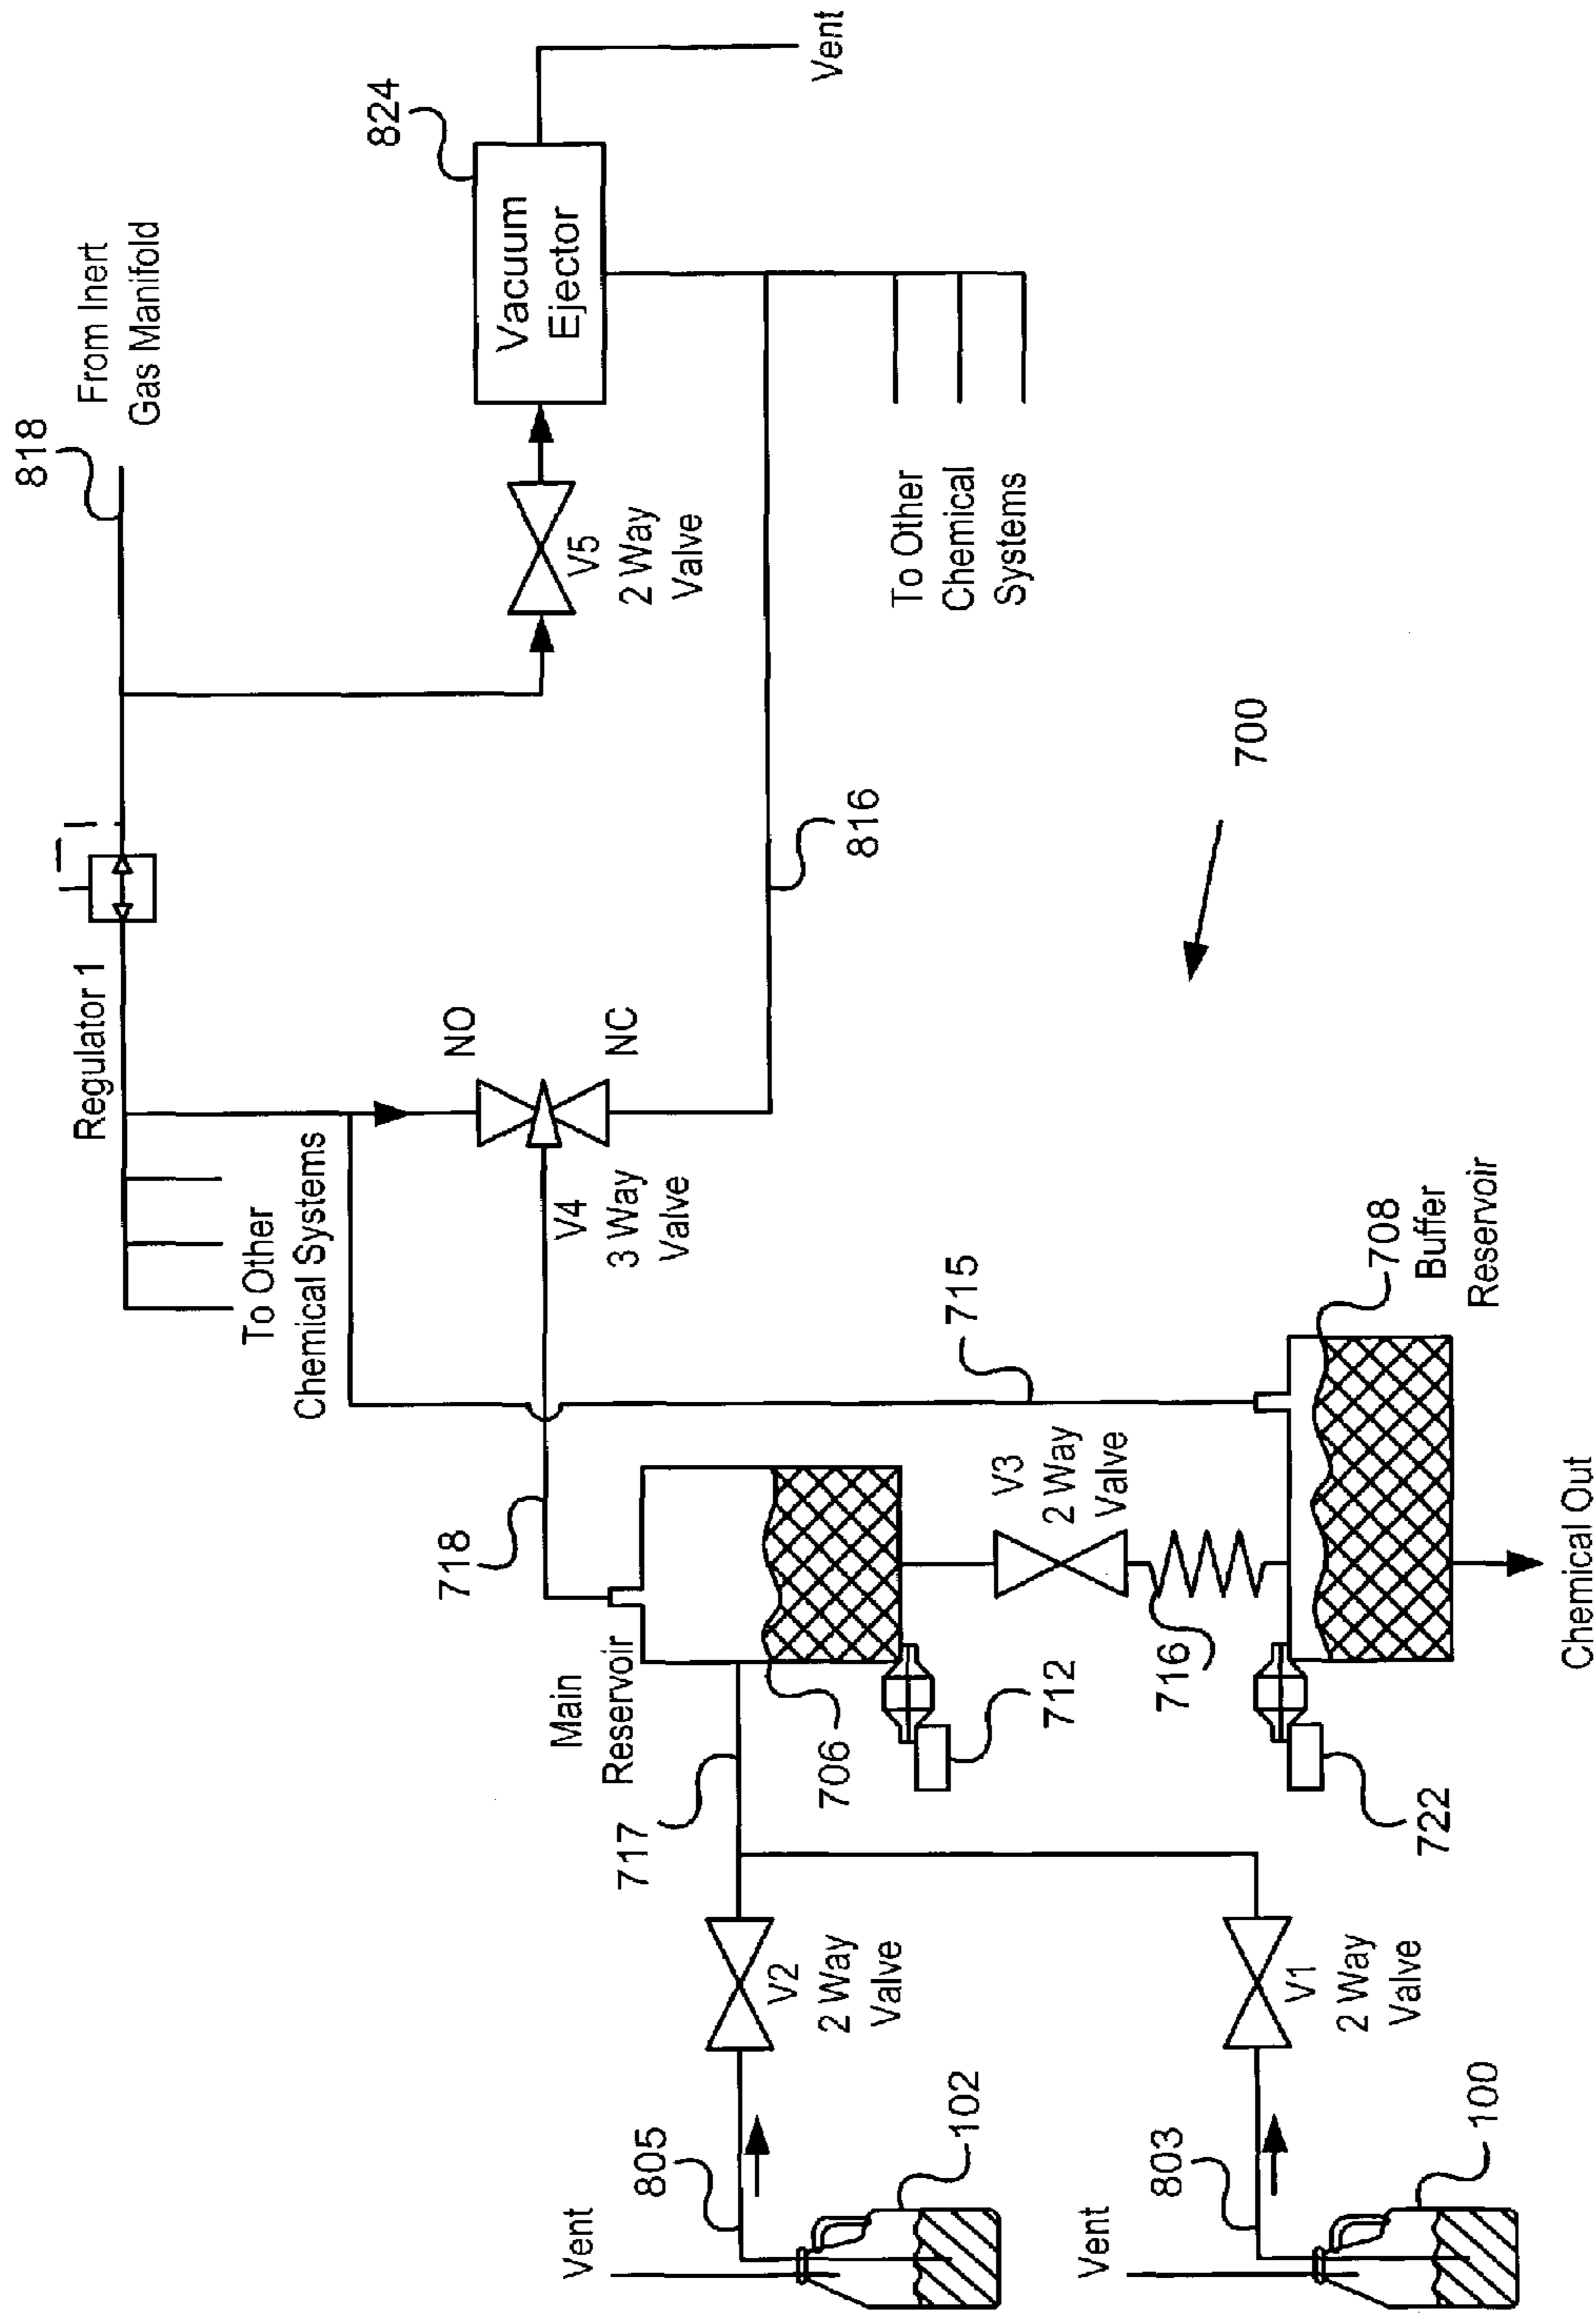 818
From Inert
Gas Manifold
824
Vacuum
Ejector
Vent
Regulator 1
To Other
Chemical Systems
NO
NC
V4
3 Way
Valve
V5
2 Way
Valve
816
To Other
Chemical
Systems
700
718
Main
Reservoir
717
706
712
V3
2 Way
Valve
716
715
708
Buffer
Reservoir
722
Chemical Out
V2
2 Way
Valve
V1
2 Way
Valve
805
102
Vent
803
100
Vent